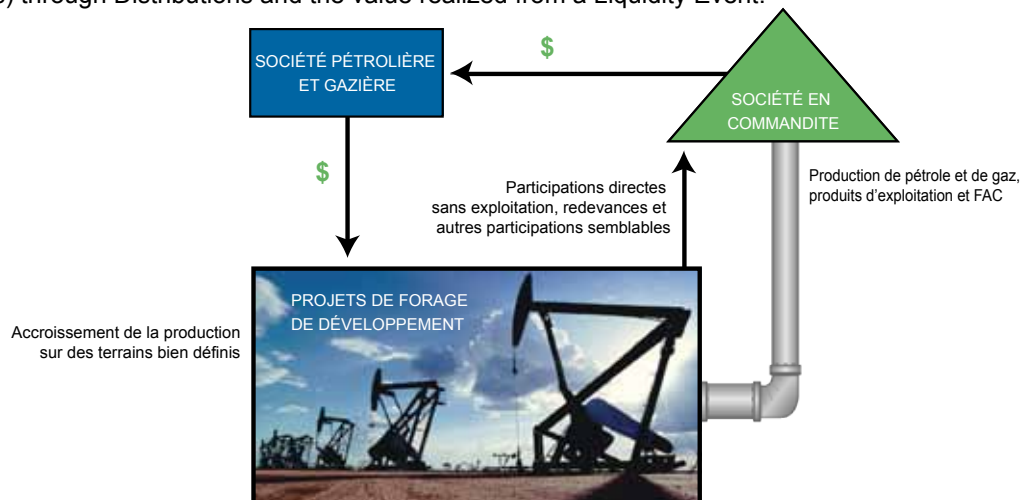 s) through Distributions and the value realized from a Liquidity Event.
$
SOCIÉTÉ PÉTROLIÈRE
ET GAZIÈRE
SOCIÉTÉ EN
COMMANDITE
$
Participations directes
sans exploitation, redevances et
autres participations semblables
Production de pétrole et de gaz,
produits d'exploitation et FAC
PROJETS DE FORAGE
DE DÉVELOPPEMENT
Accroissement de la production
sur des terrains bien définis